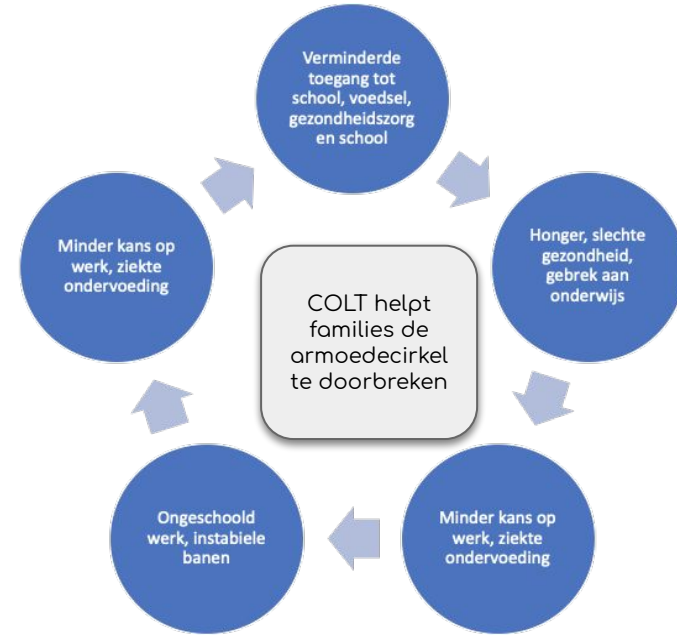 Verminderde
toegang tot
school, voedsel,
gezondheidszorg
en school
Honger, slechte
gezondheid,
gebrek aan
onderwijs
Minder kans op
werk, ziekte
ondervoeding
Ongeschoold
werk, instabiele
banen
Minder kans op
werk, ziekte
ondervoeding
COLT helpt
families de
armoedecirkel
te doorbreken